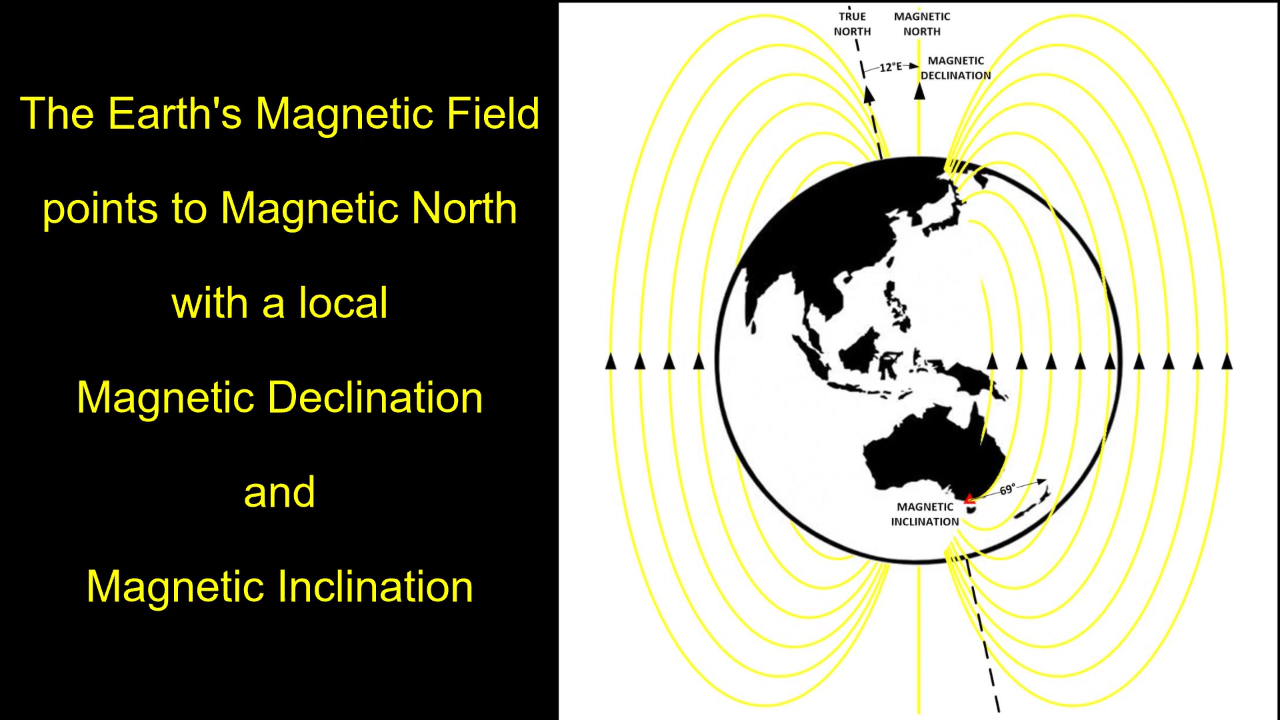 The Earth's Magnetic Field
points to Magnetic North
with a local
Magnetic Declination
and
Magnetic Inclination
TRUE
NORTH
MAGNETIC
NORTH
12°E
MAGNETIC
DECLINATION
69°
MAGNETIC
INCLINATION